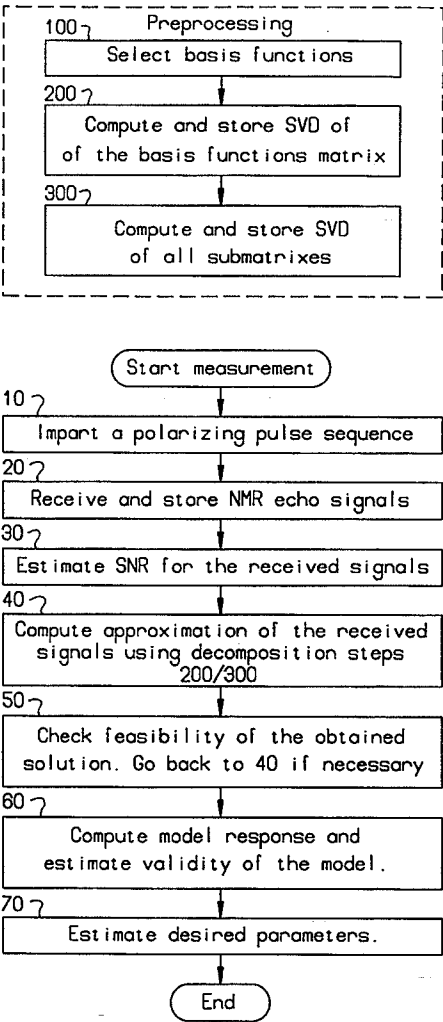 Preprocessing
100
Select basis functions
200
Compute and store SVD of
of the basis functions matrix
300
Compute and store SVD
of all submatrixes
Start measurement
10
Impart a polarizing pulse sequence
20
Receive and store NMR echo signals
30
Estimate SNR for the received signals
40
Compute approximation of the received
signals using decomposition steps
200/300
50
Check feasibility of the obtained
solution. Go back to 40 if necessary
60
Compute model response and
estimate validity of the model.
70
Estimate desired parameters.
End